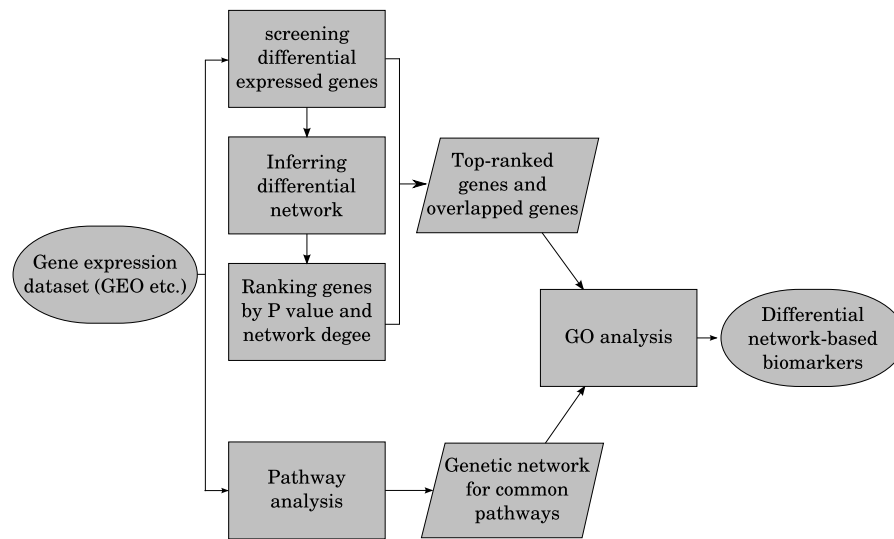 screening
differential
expressed genes
Inferring
differential
network
Top-ranked
genes and
overlapped genes
Gene expression
dataset (GEO etc.)
Ranking genes
by P value and
network degee
GO analysis
Differential
network-based
biomarkers
Pathway
analysis
Genetic network
for common
pathways